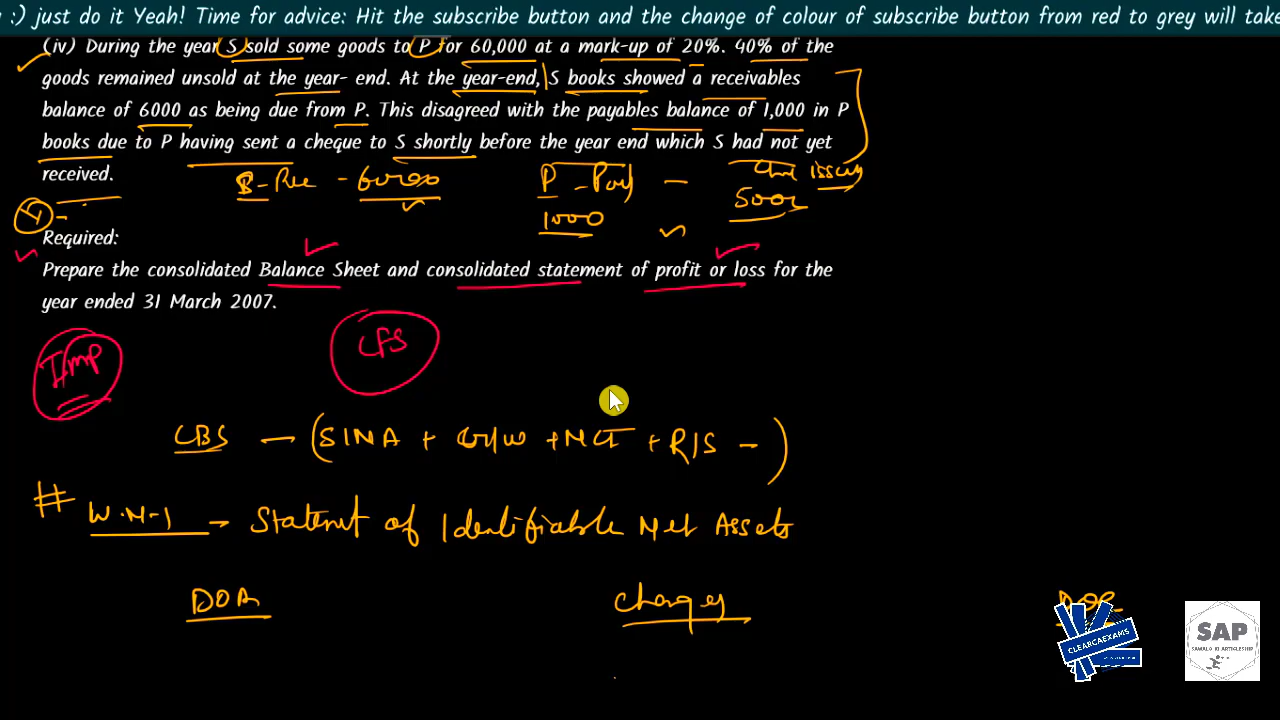 :) just do it Yeah! Time for advice: Hit the subscribe button and the change of colour of subscribe button from red to grey will take
(iv) During the year S sold some goods to P for 60,000 at a mark-up of 20%. 40% of the
goods remained unsold at the year- end. At the year-end, S books showed a receivables
balance of 6000 as being due from P. This disagreed with the payables balance of 1,000 in P
books due to P having sent a cheque to S shortly before the year end which S had not yet
received.
S-Rec - 
P - Pay -
1000
Required:
Prepare the consolidated Balance Sheet and consolidated statement of profit or loss for the
year ended 31 March 2007.
Imp
CFS
CBS - (SINA + G/W + NCI + R/S - )
# W.N-1 - Statement of Identifiable Net Assets
DOA
Changes
CLEARCAEXAMS
SAP
SAWALO KI ARTICLESHIP